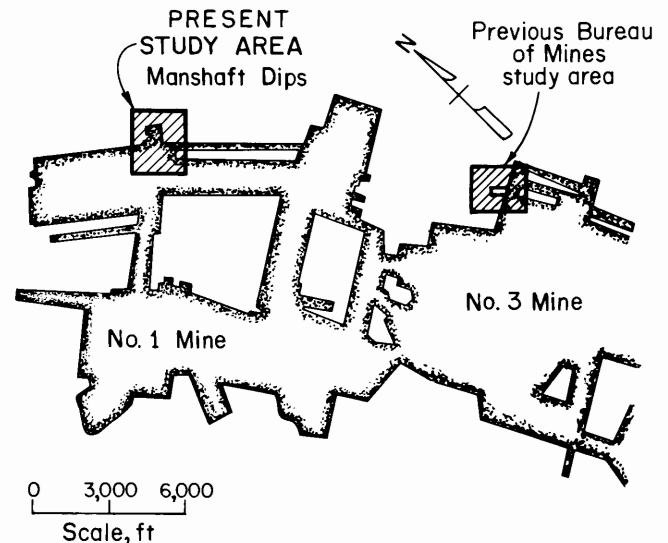 PRESENT
STUDY AREA
Manshaft Dips
N
Previous Bureau
of Mines
study area
No. 3 Mine
No. 1 Mine
0 3,000 6,000
Scale, ft